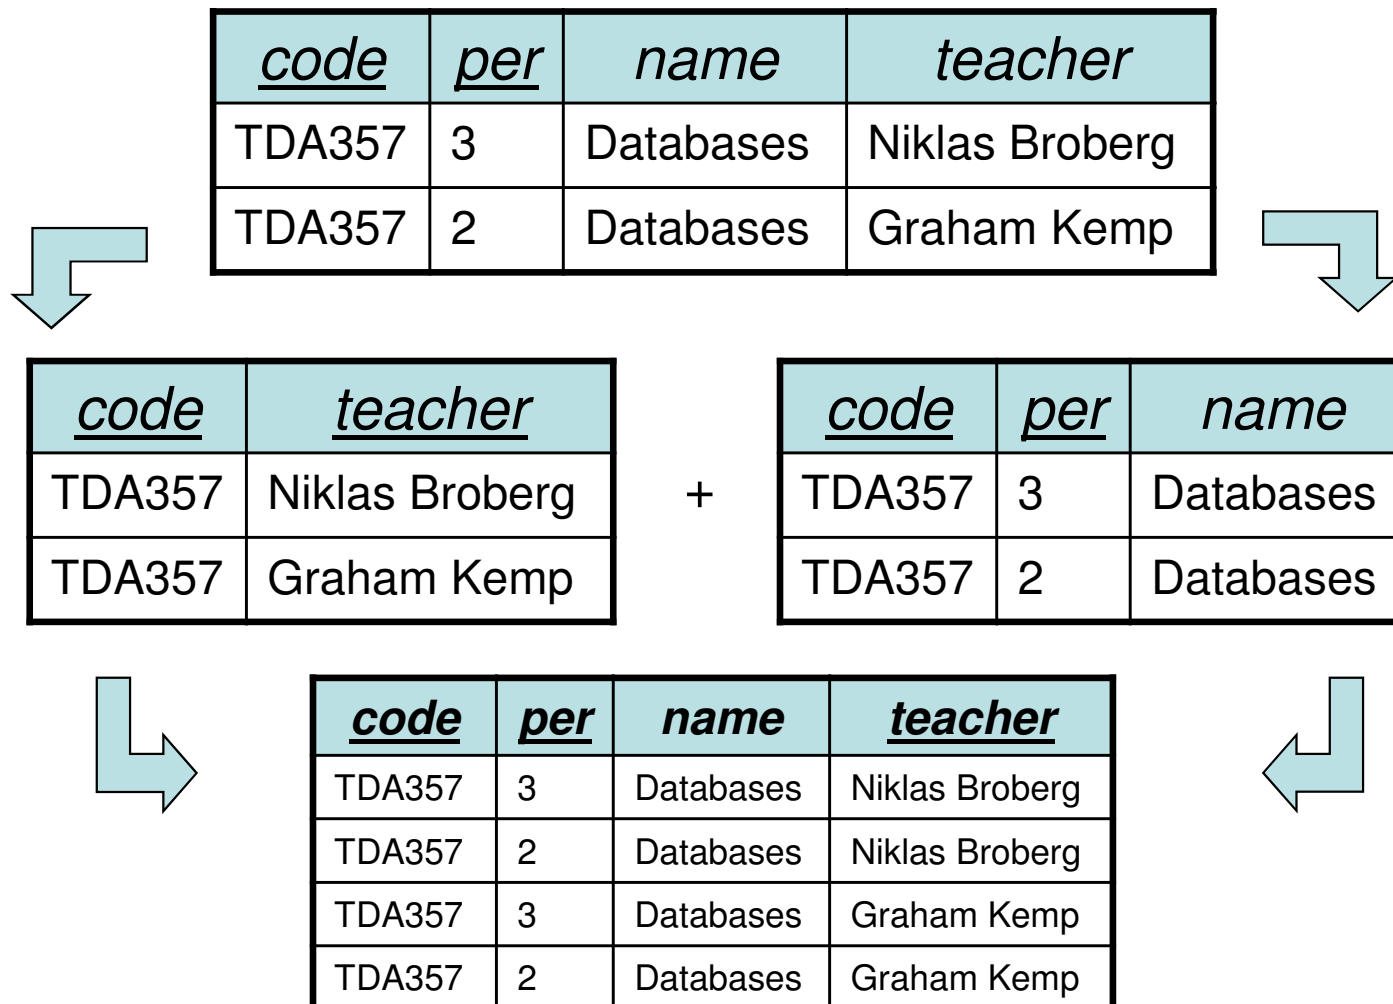 code per name teacher
TDA357 3 Databases Niklas Broberg
TDA357 2 Databases Graham Kemp
code teacher
TDA357 Niklas Broberg
TDA357 Graham Kemp
+
code per name
TDA357 3 Databases
TDA357 2 Databases
code per name teacher
TDA357 3 Databases Niklas Broberg
TDA357 2 Databases Niklas Broberg
TDA357 3 Databases Graham Kemp
TDA357 2 Databases Graham Kemp